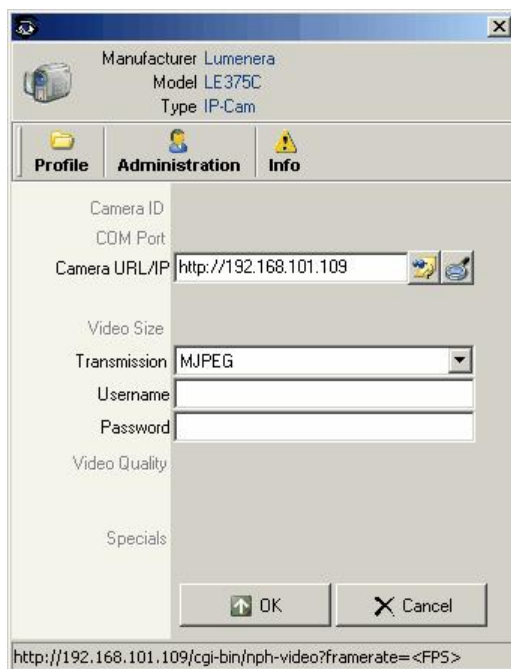 Manufacturer Lumenera
Model LE375C
Type IP-Cam
Profile Administration Info
Camera ID
COM Port
Camera URL/IP http://192.168.101.109
Video Size
Transmission MJPEG
Username
Password
Video Quality
Specials
OK Cancel
http://192.168.101.109/cgi-bin/nph-video?framerate=<FPS>